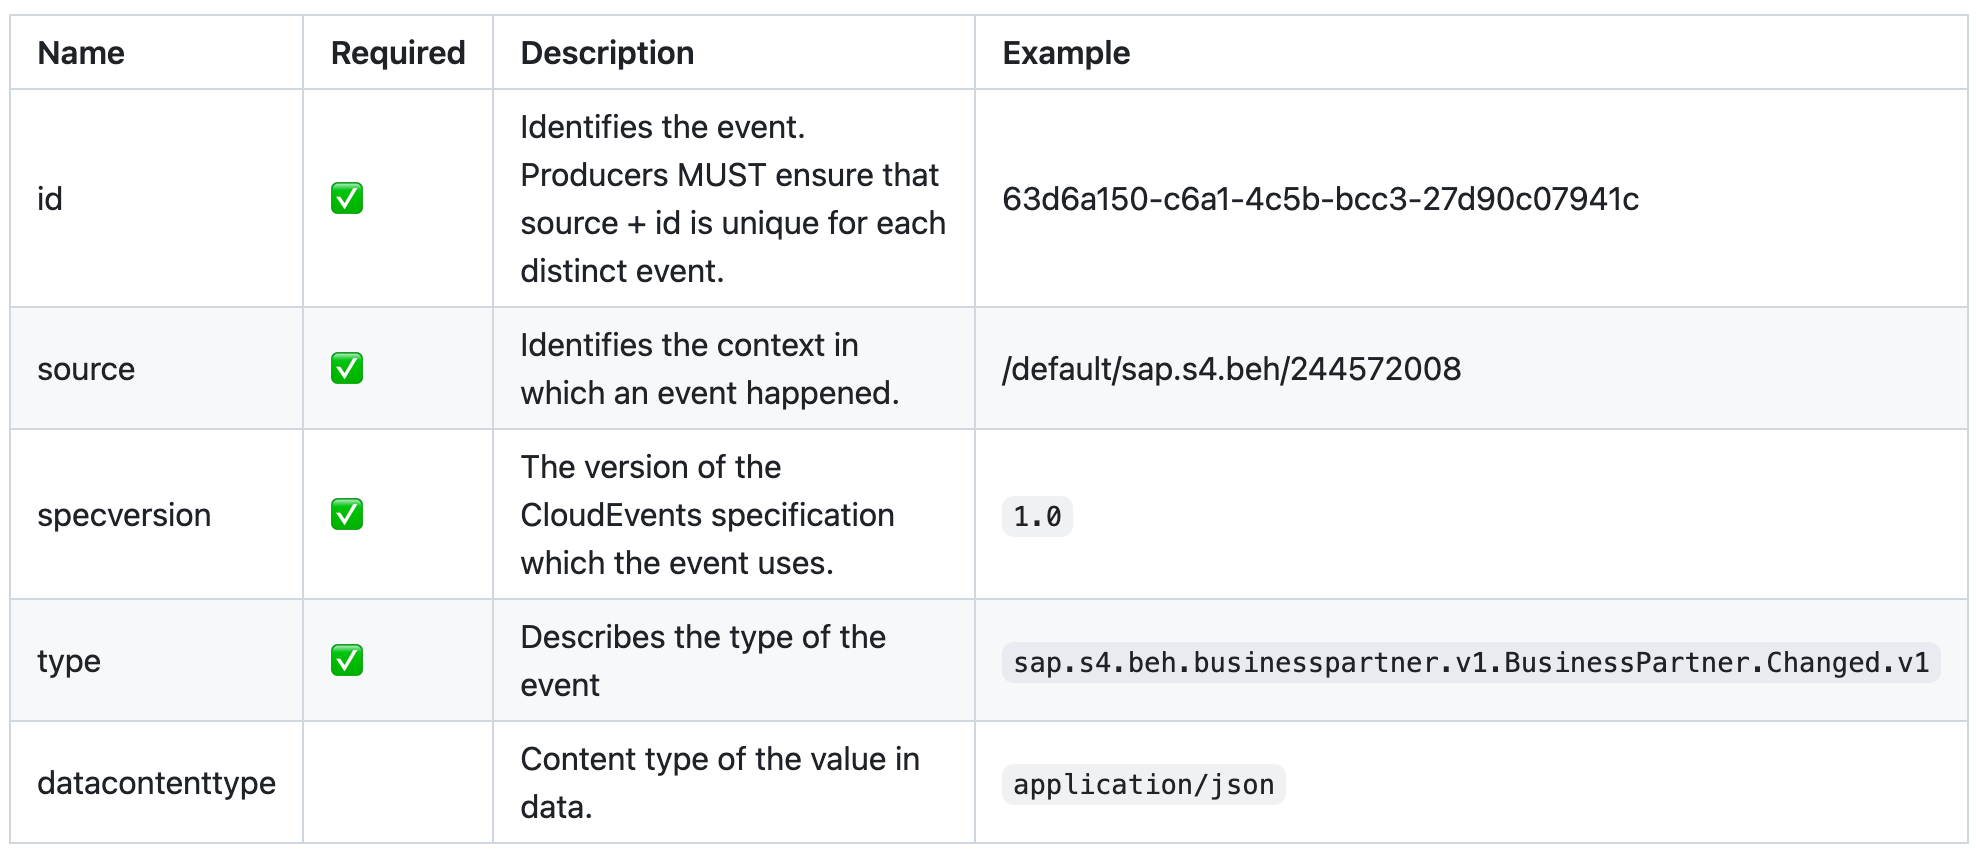 Name Required Description Example
Identifies the event.
Producers MUST ensure that
id ✅ source + id is unique for each 63d6a150-c6a1-4c5b-bcc3-27d90c07941c
distinct event.
Identifies the context in
source ✅ which an event happened. /default/sap.s4.beh/244572008
The version of the
specversion ✅ CloudEvents specification 1.0
which the event uses.
type ✅ Describes the type of the sap.s4.beh.businesspartner.v1.BusinessPartner.Changed.v1
event
datacontenttype Content type of the value in application/json
data.